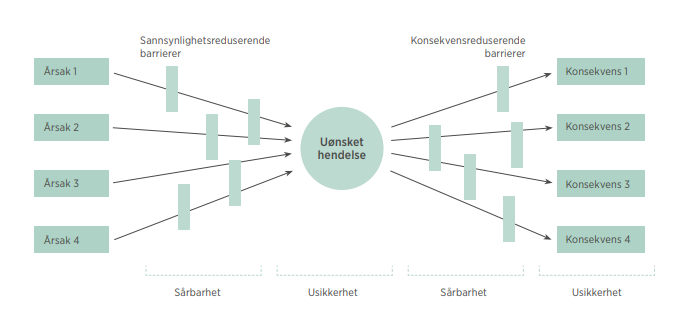 Sannsynlighetsreduserende
barrierer
Konsekvensreduserende
barrierer
Årsak 1
Årsak 2
Årsak 3
Årsak 4
Uønsket
hendelse
Konsekvens 1
Konsekvens 2
Konsekvens 3
Konsekvens 4
Sårbarhet
Usikkerhet
Sårbarhet
Usikkerhet